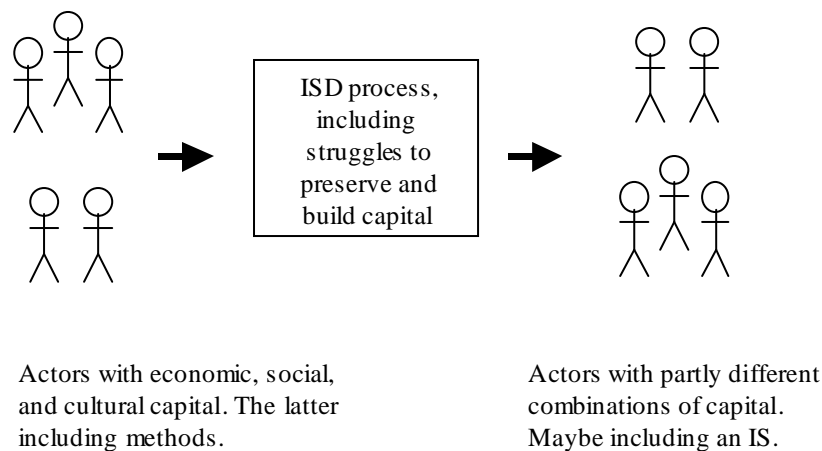 ISD process,
including
struggles to
preserve and
build capital
Actors with economic, social,
and cultural capital. The latter
including methods.
Actors with partly different
combinations of capital.
Maybe including an IS.